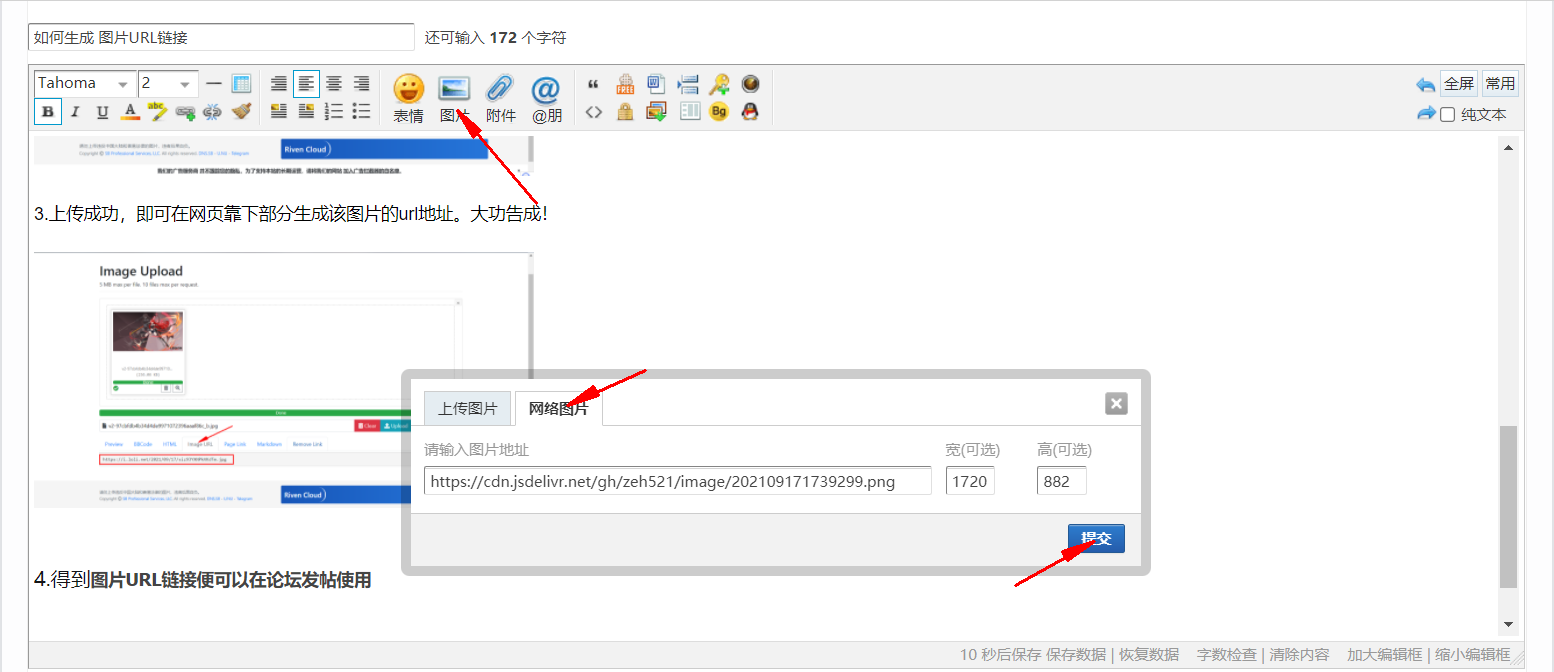 如何生成 图片URL链接 还可输入 172 个字符
Tahoma 2 全屏 常用
B I U A abc 表情 图片 附件 @朋 纯文本
FREE W Bg
Riven Cloud
3.上传成功，即可在网页靠下部分生成该图片的url地址。大功告成！
Image Upload
5 MB max per file. 10 files max per request.
Clear Upload
Preview BBCode HTML Image URL Page Link Markdown Remove Link
Riven Cloud
上传图片 网络图片
请输入图片地址 宽(可选) 高(可选)
https://cdn.jsdelivr.net/gh/zeh521/image/202109171739299.png 1720 882
提交
4.得到图片URL链接便可以在论坛发帖使用
10 秒后保存 保存数据 | 恢复数据 字数检查 | 清除内容 加大编辑框 | 缩小编辑框